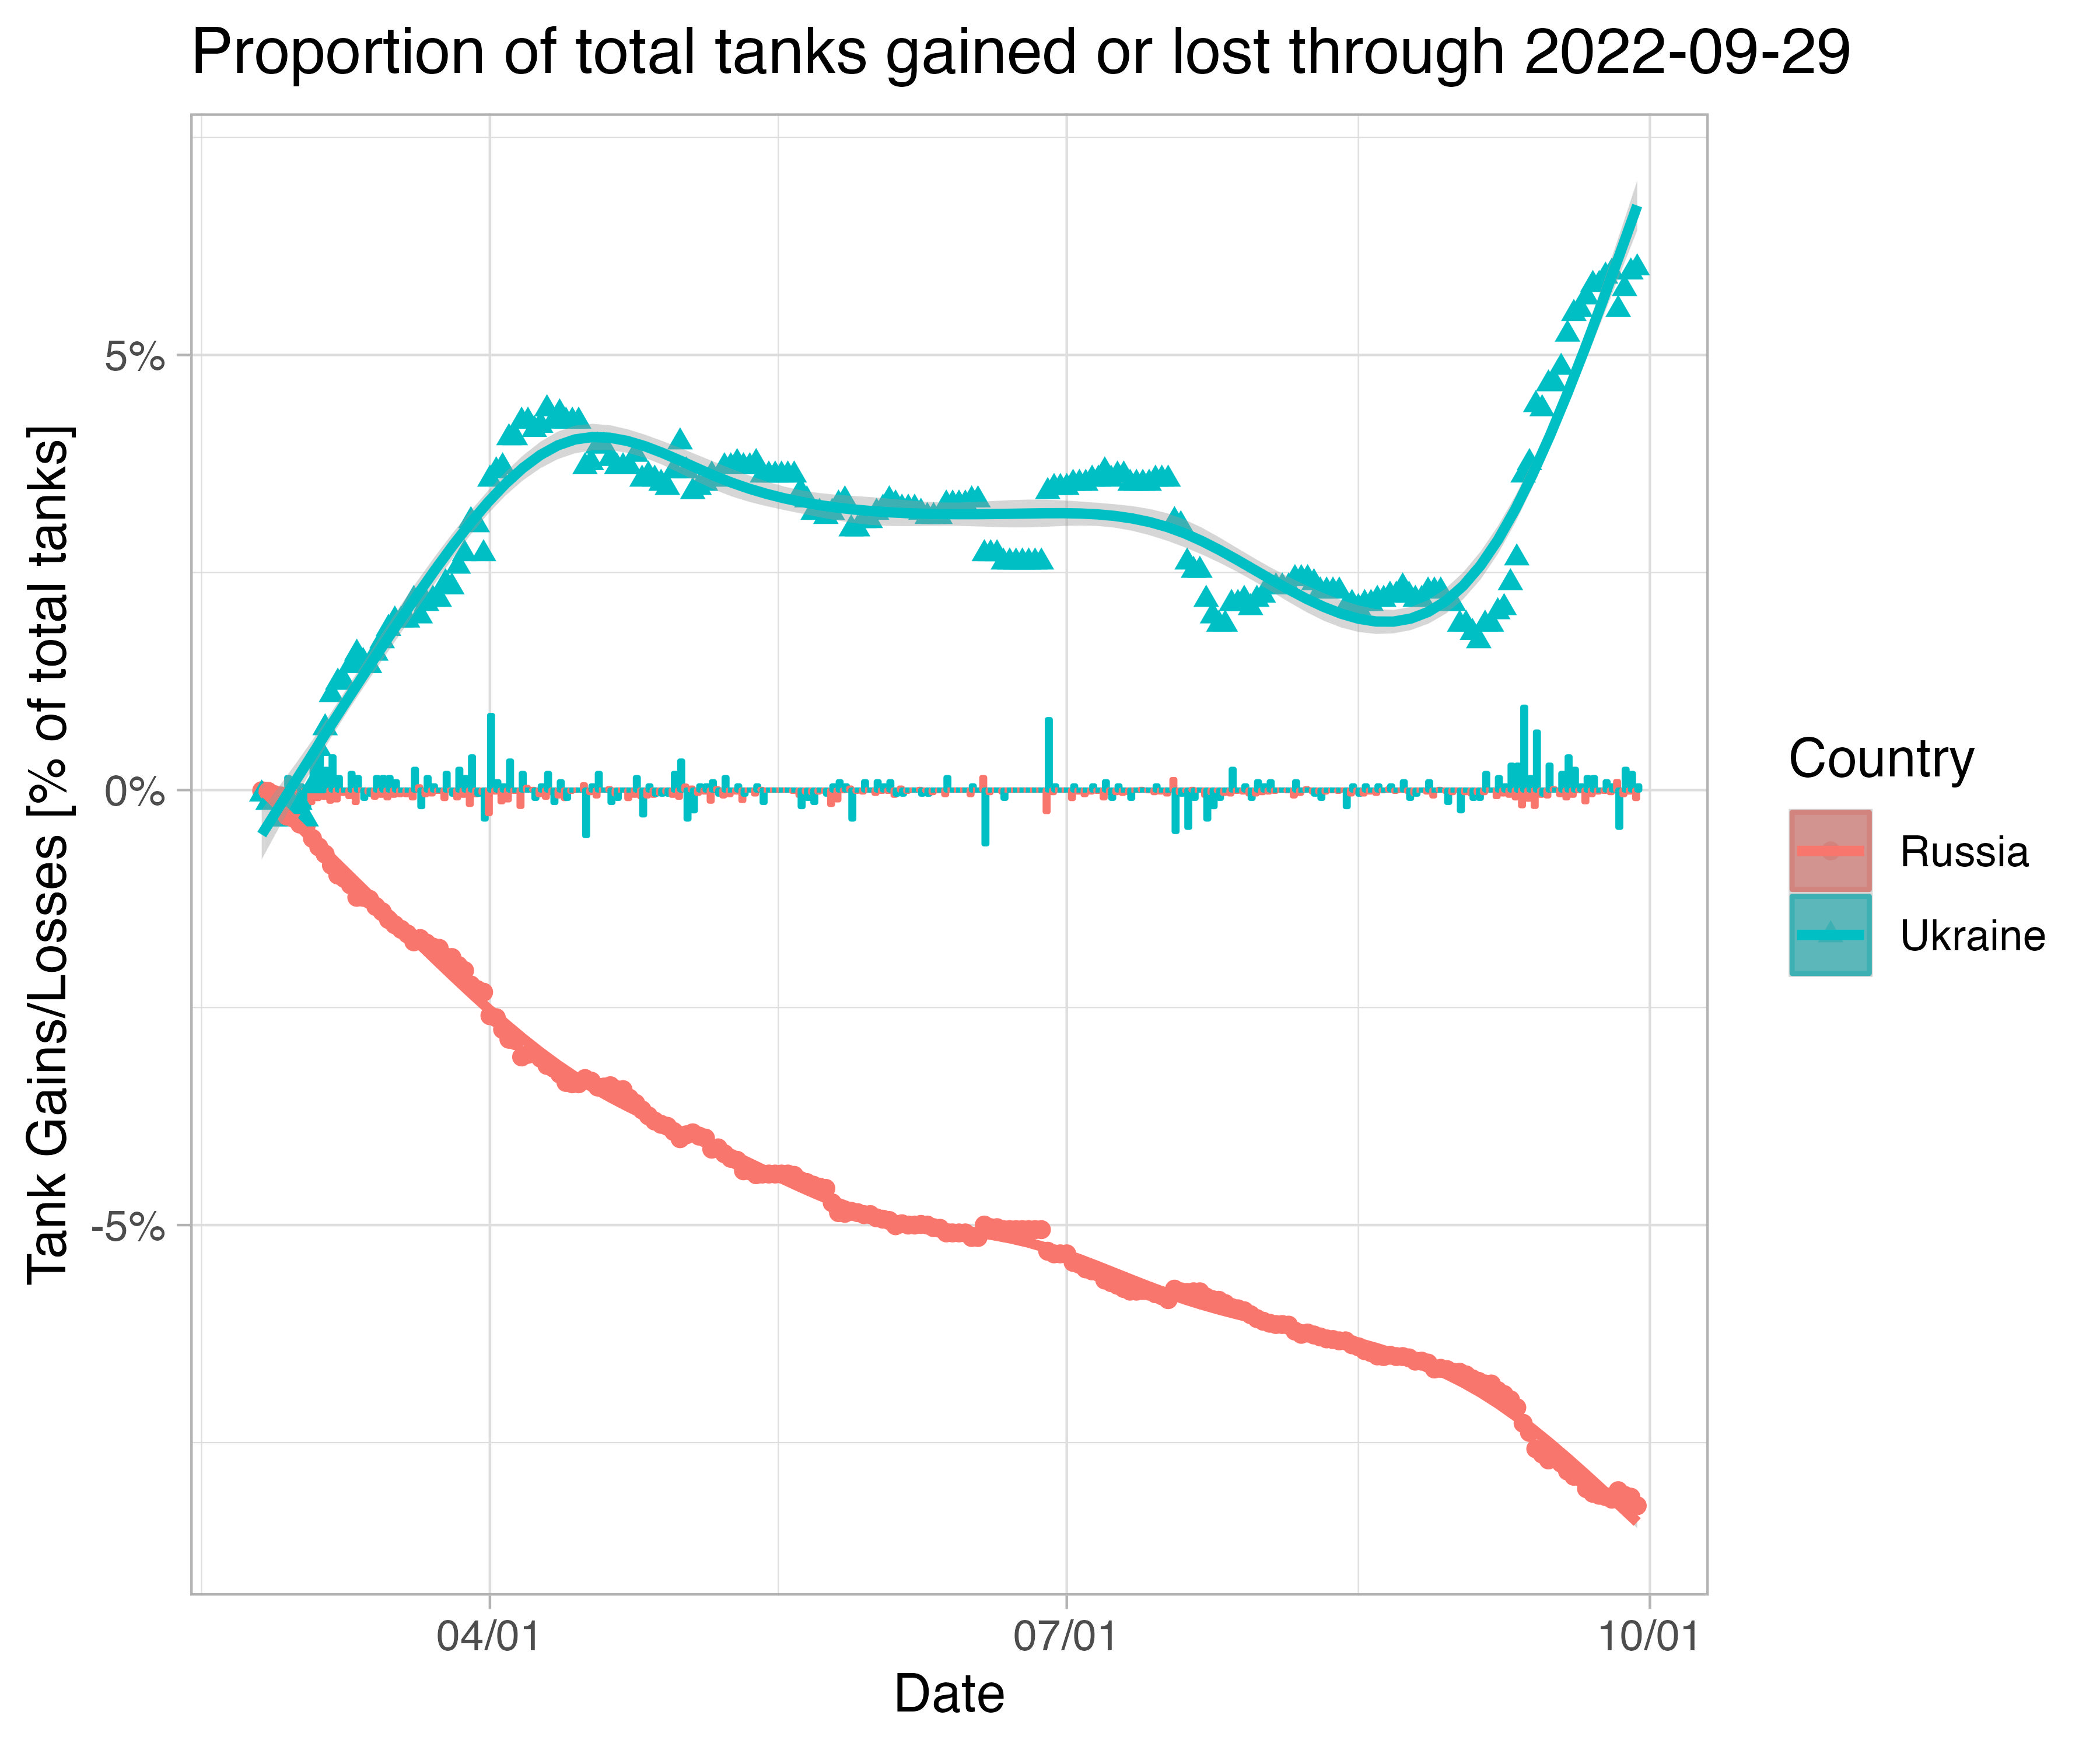 Proportion of total tanks gained or lost through 2022-09-29
Tank Gains/Losses [% of total tanks]
5%
0%
-5%
04/01
07/01
10/01
Date
Country
Russia
Ukraine